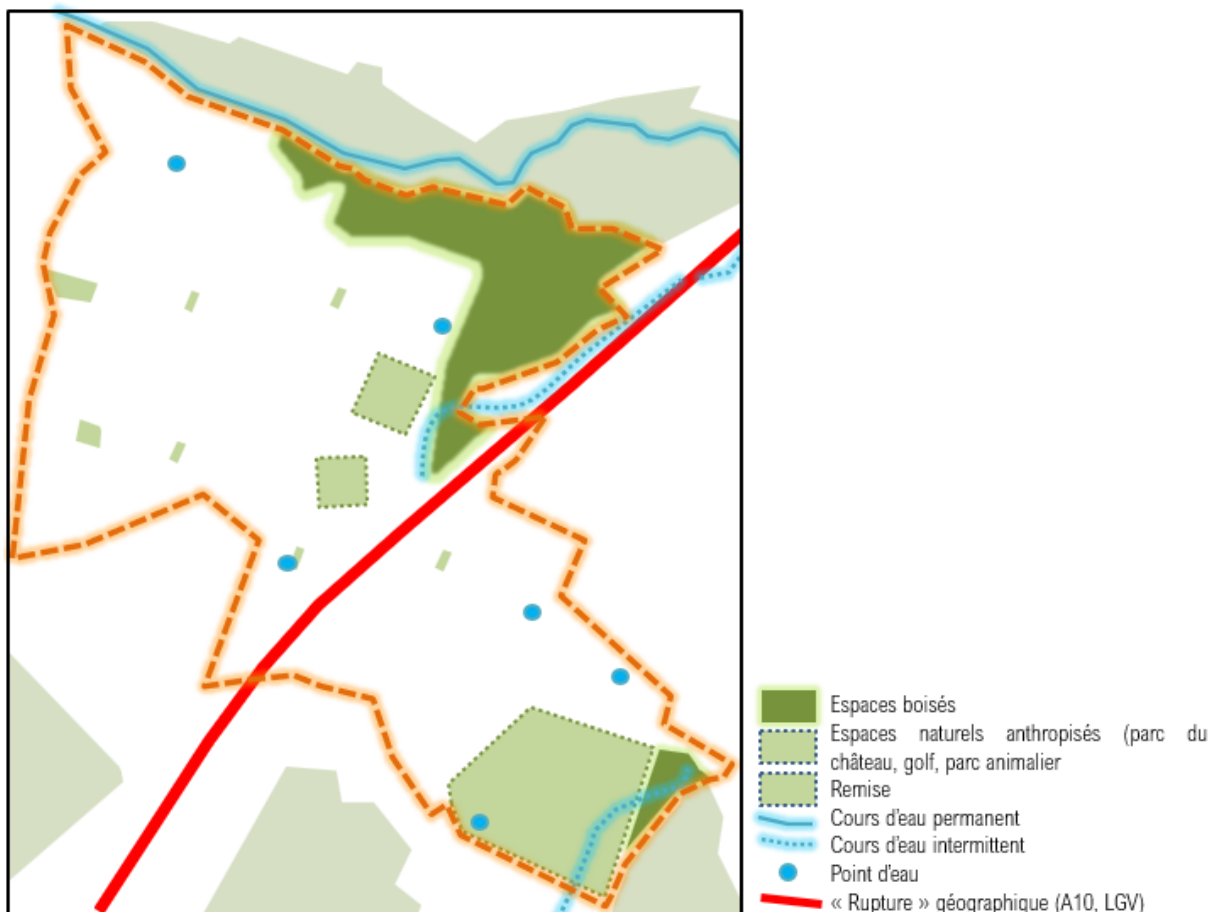 Espaces boisés
Espaces naturels anthropisés (parc du
château, golf, parc animalier
Remise
Cours d'eau permanent
Cours d'eau intermittent
Point d'eau
« Rupture » géographique (A10, LGV)